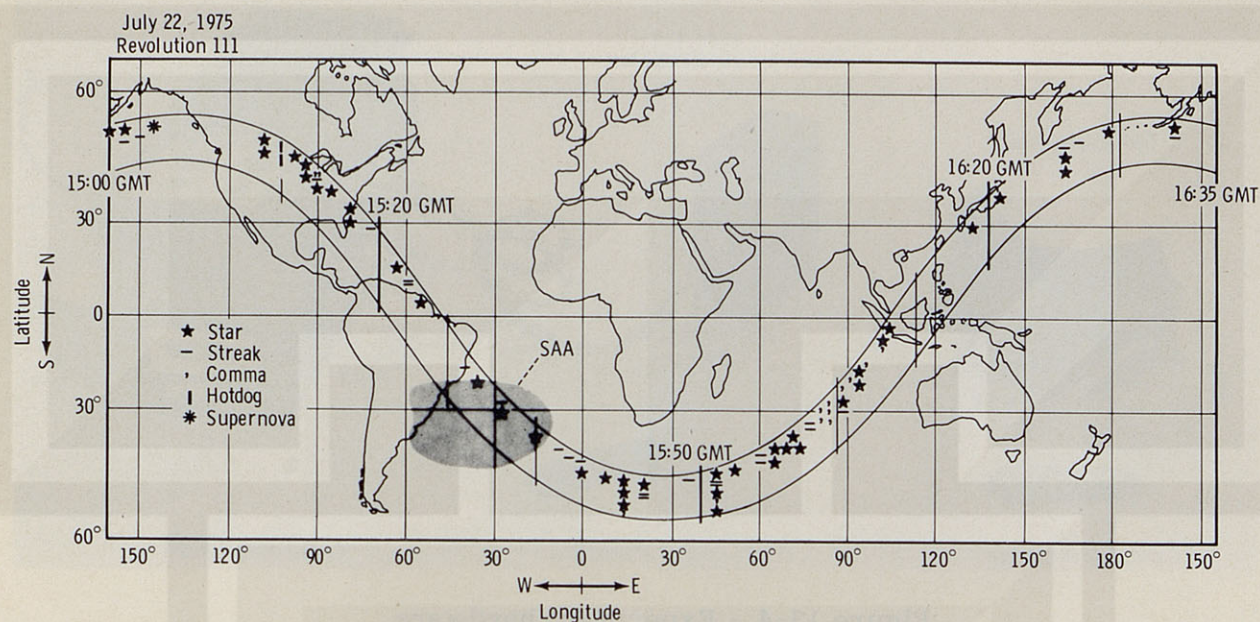 July 22, 1975
Revolution 111
60°
15:00 GMT
16:20 GMT
16:35 GMT
30°
15:20 GMT
N
Latitude
S
0
Star
Streak
Comma
Hotdog
Supernova
SAA
30°
15:50 GMT
60°
150° 120° 90° 60° 30° 0 30° 60° 90° 120° 150° 180° 150°
W E
Longitude